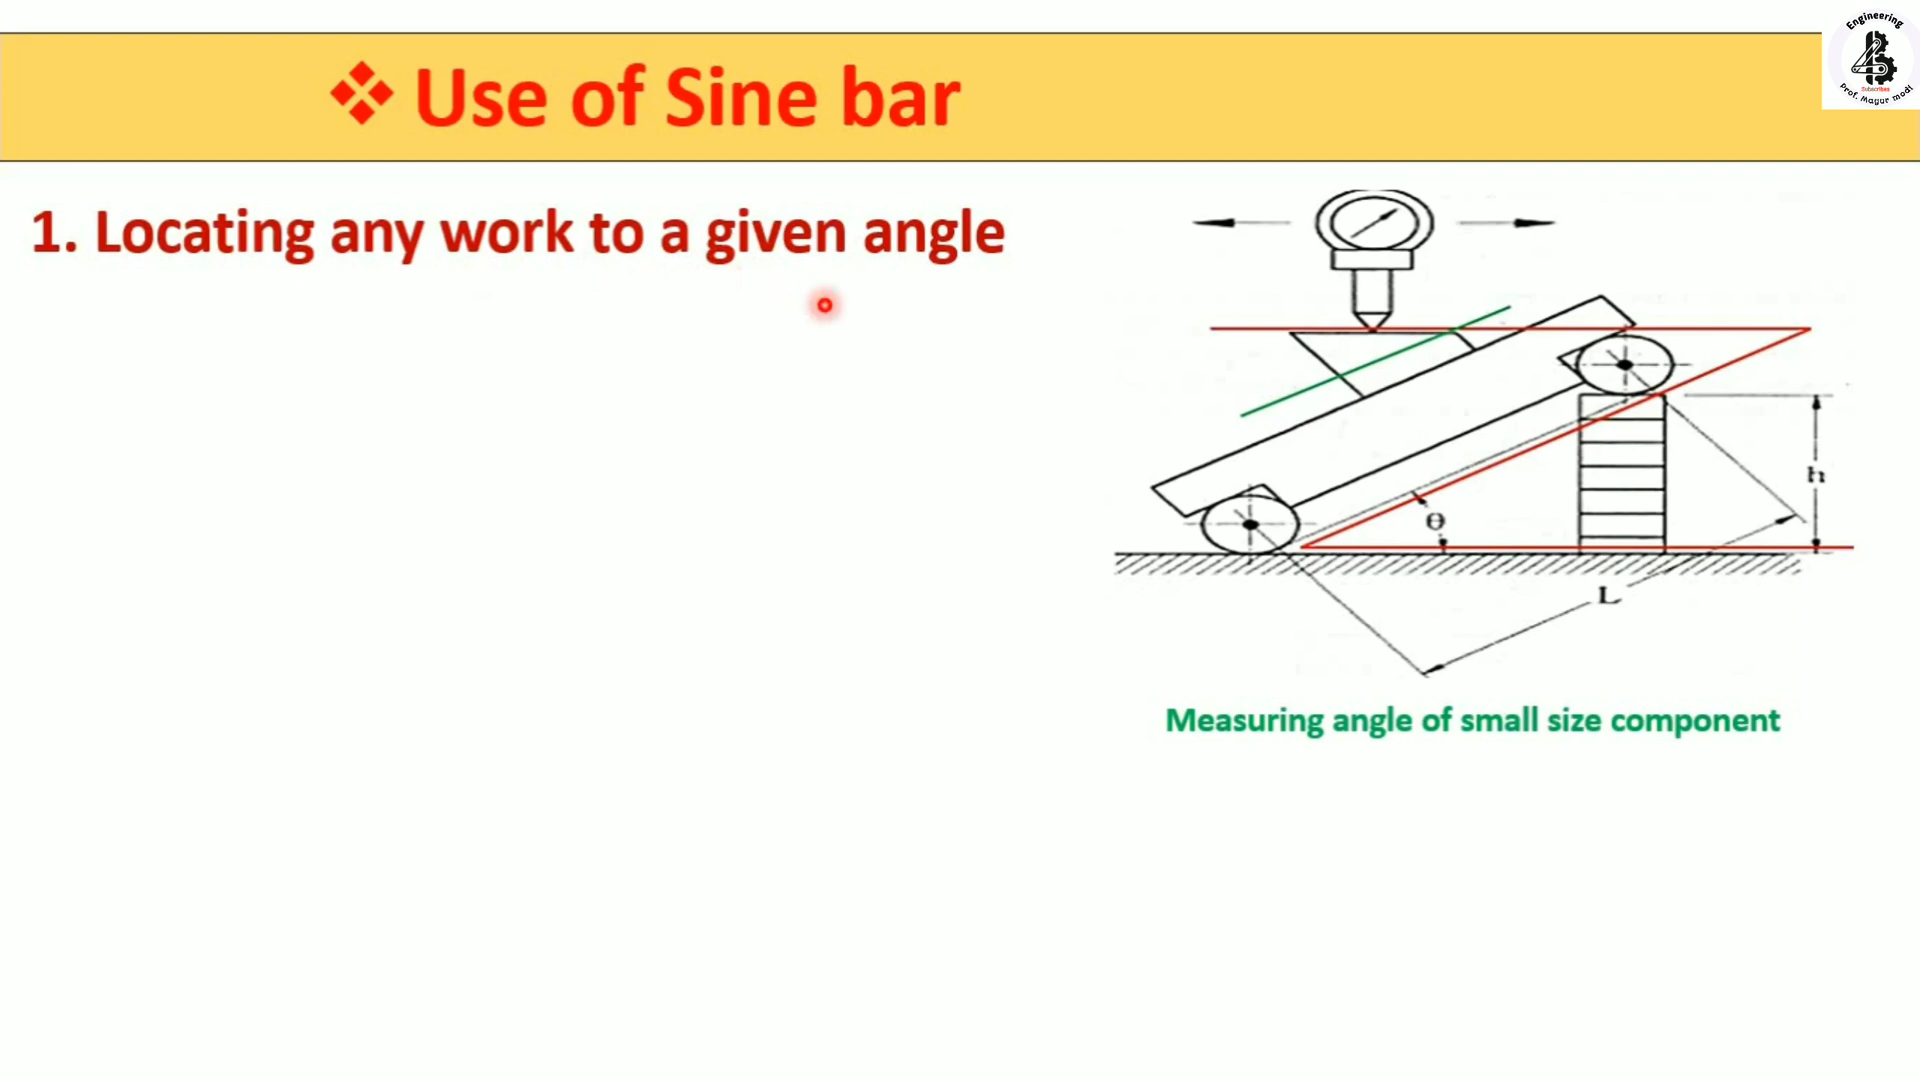 Engineering
Subscribes
Prof. Mayur modi
❖ Use of Sine bar
1. Locating any work to a given angle
h
θ
L
Measuring angle of small size component